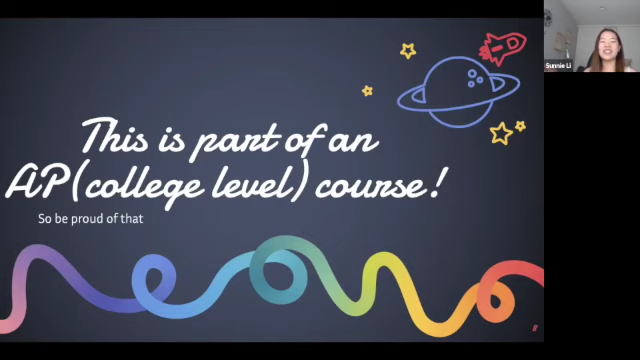 This is part of an
AP(college level) course!
So be proud of that
Sunnie Li